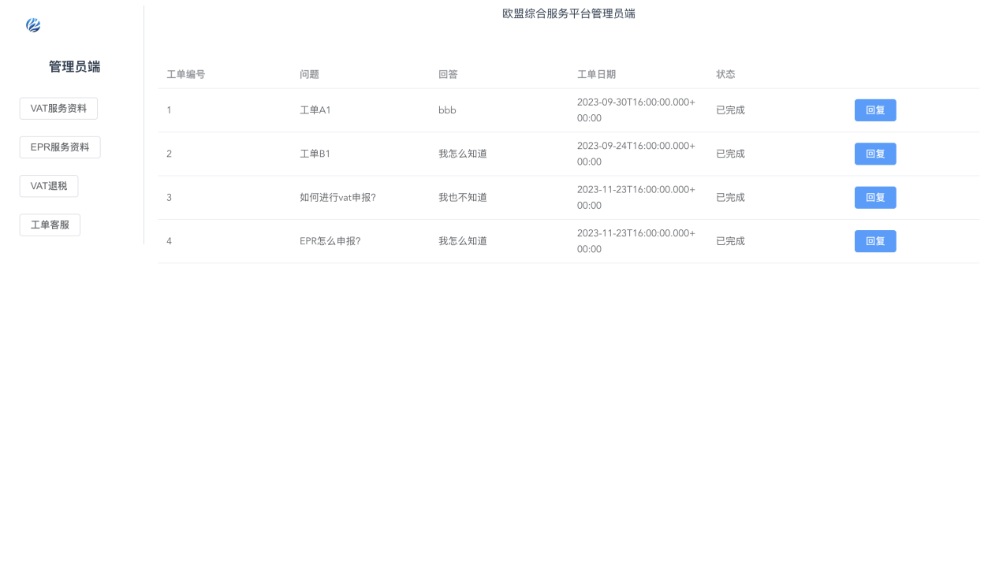 欧盟综合服务平台管理员端
管理员端
VAT服务资料
EPR服务资料
VAT退税
工单客服
工单编号 问题 回答 工单日期 状态
1 工单A1 bbb 2023-09-30T16:00:00.000+ 已完成 回复
00:00
2 工单B1 我怎么知道 2023-09-24T16:00:00.000+ 已完成 回复
00:00
3 如何进行vat申报? 我也不知道 2023-11-23T16:00:00.000+ 已完成 回复
00:00
4 EPR怎么申报? 我怎么知道 2023-11-23T16:00:00.000+ 已完成 回复
00:00